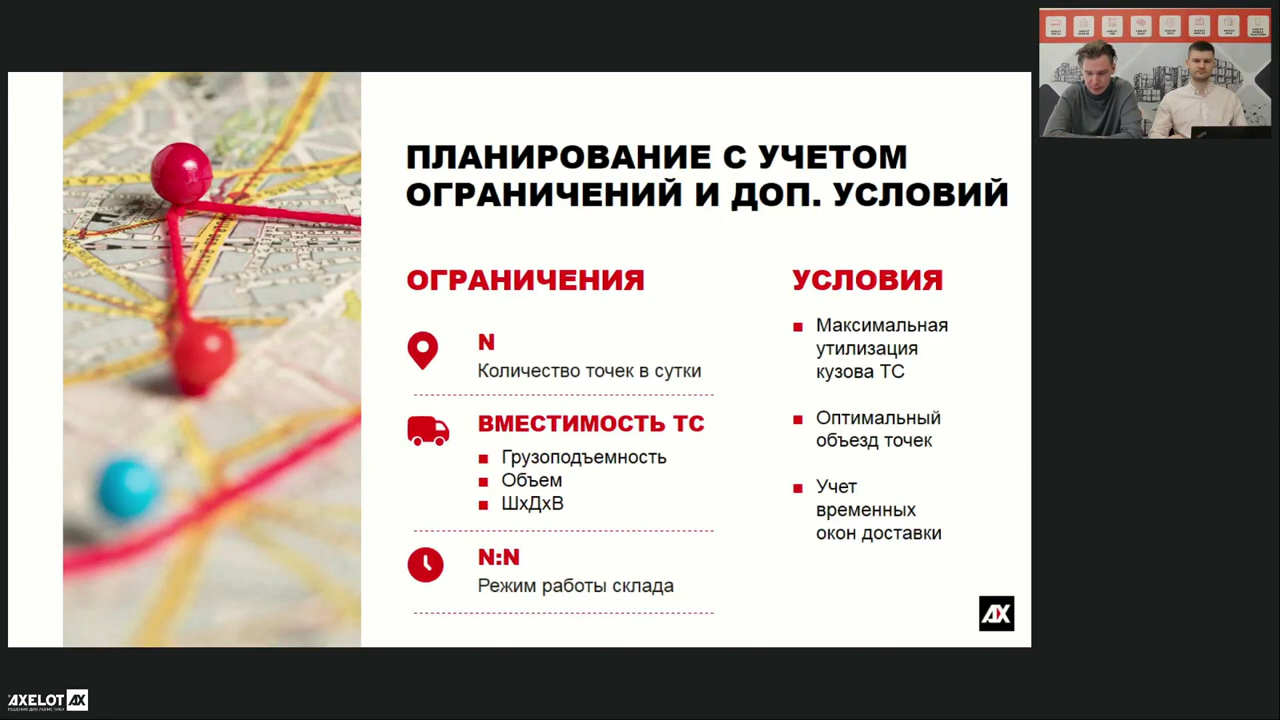 ПЛАНИРОВАНИЕ С УЧЕТОМ
ОГРАНИЧЕНИЙ И ДОП. УСЛОВИЙ
ОГРАНИЧЕНИЯ
N
Количество точек в сутки
ВМЕСТИМОСТЬ ТС
Грузоподъемность
Объем
ШхДхВ
N:N
Режим работы склада
УСЛОВИЯ
Максимальная
утилизация
кузова ТС
Оптимальный
объезд точек
Учет
временных
окон доставки
AX
AXELOT AX